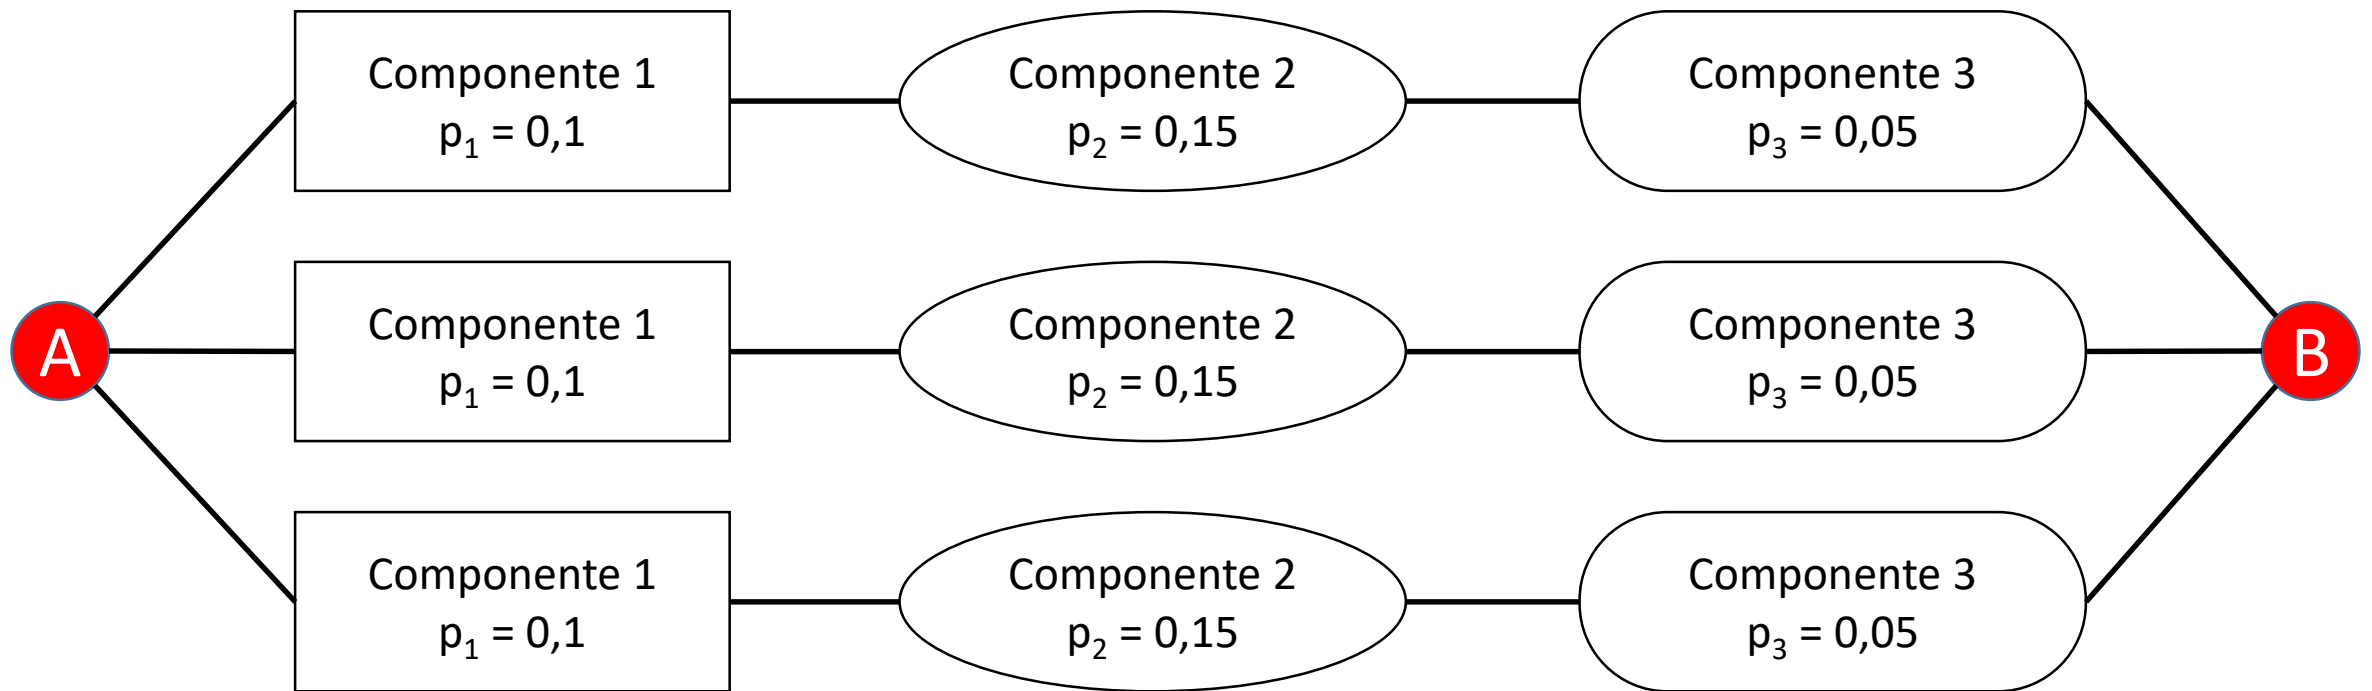 Componente 1
p₁ = 0,1
Componente 2
p₂ = 0,15
Componente 3
p₃ = 0,05
A
Componente 1
p₁ = 0,1
Componente 2
p₂ = 0,15
Componente 3
p₃ = 0,05
B
Componente 1
p₁ = 0,1
Componente 2
p₂ = 0,15
Componente 3
p₃ = 0,05